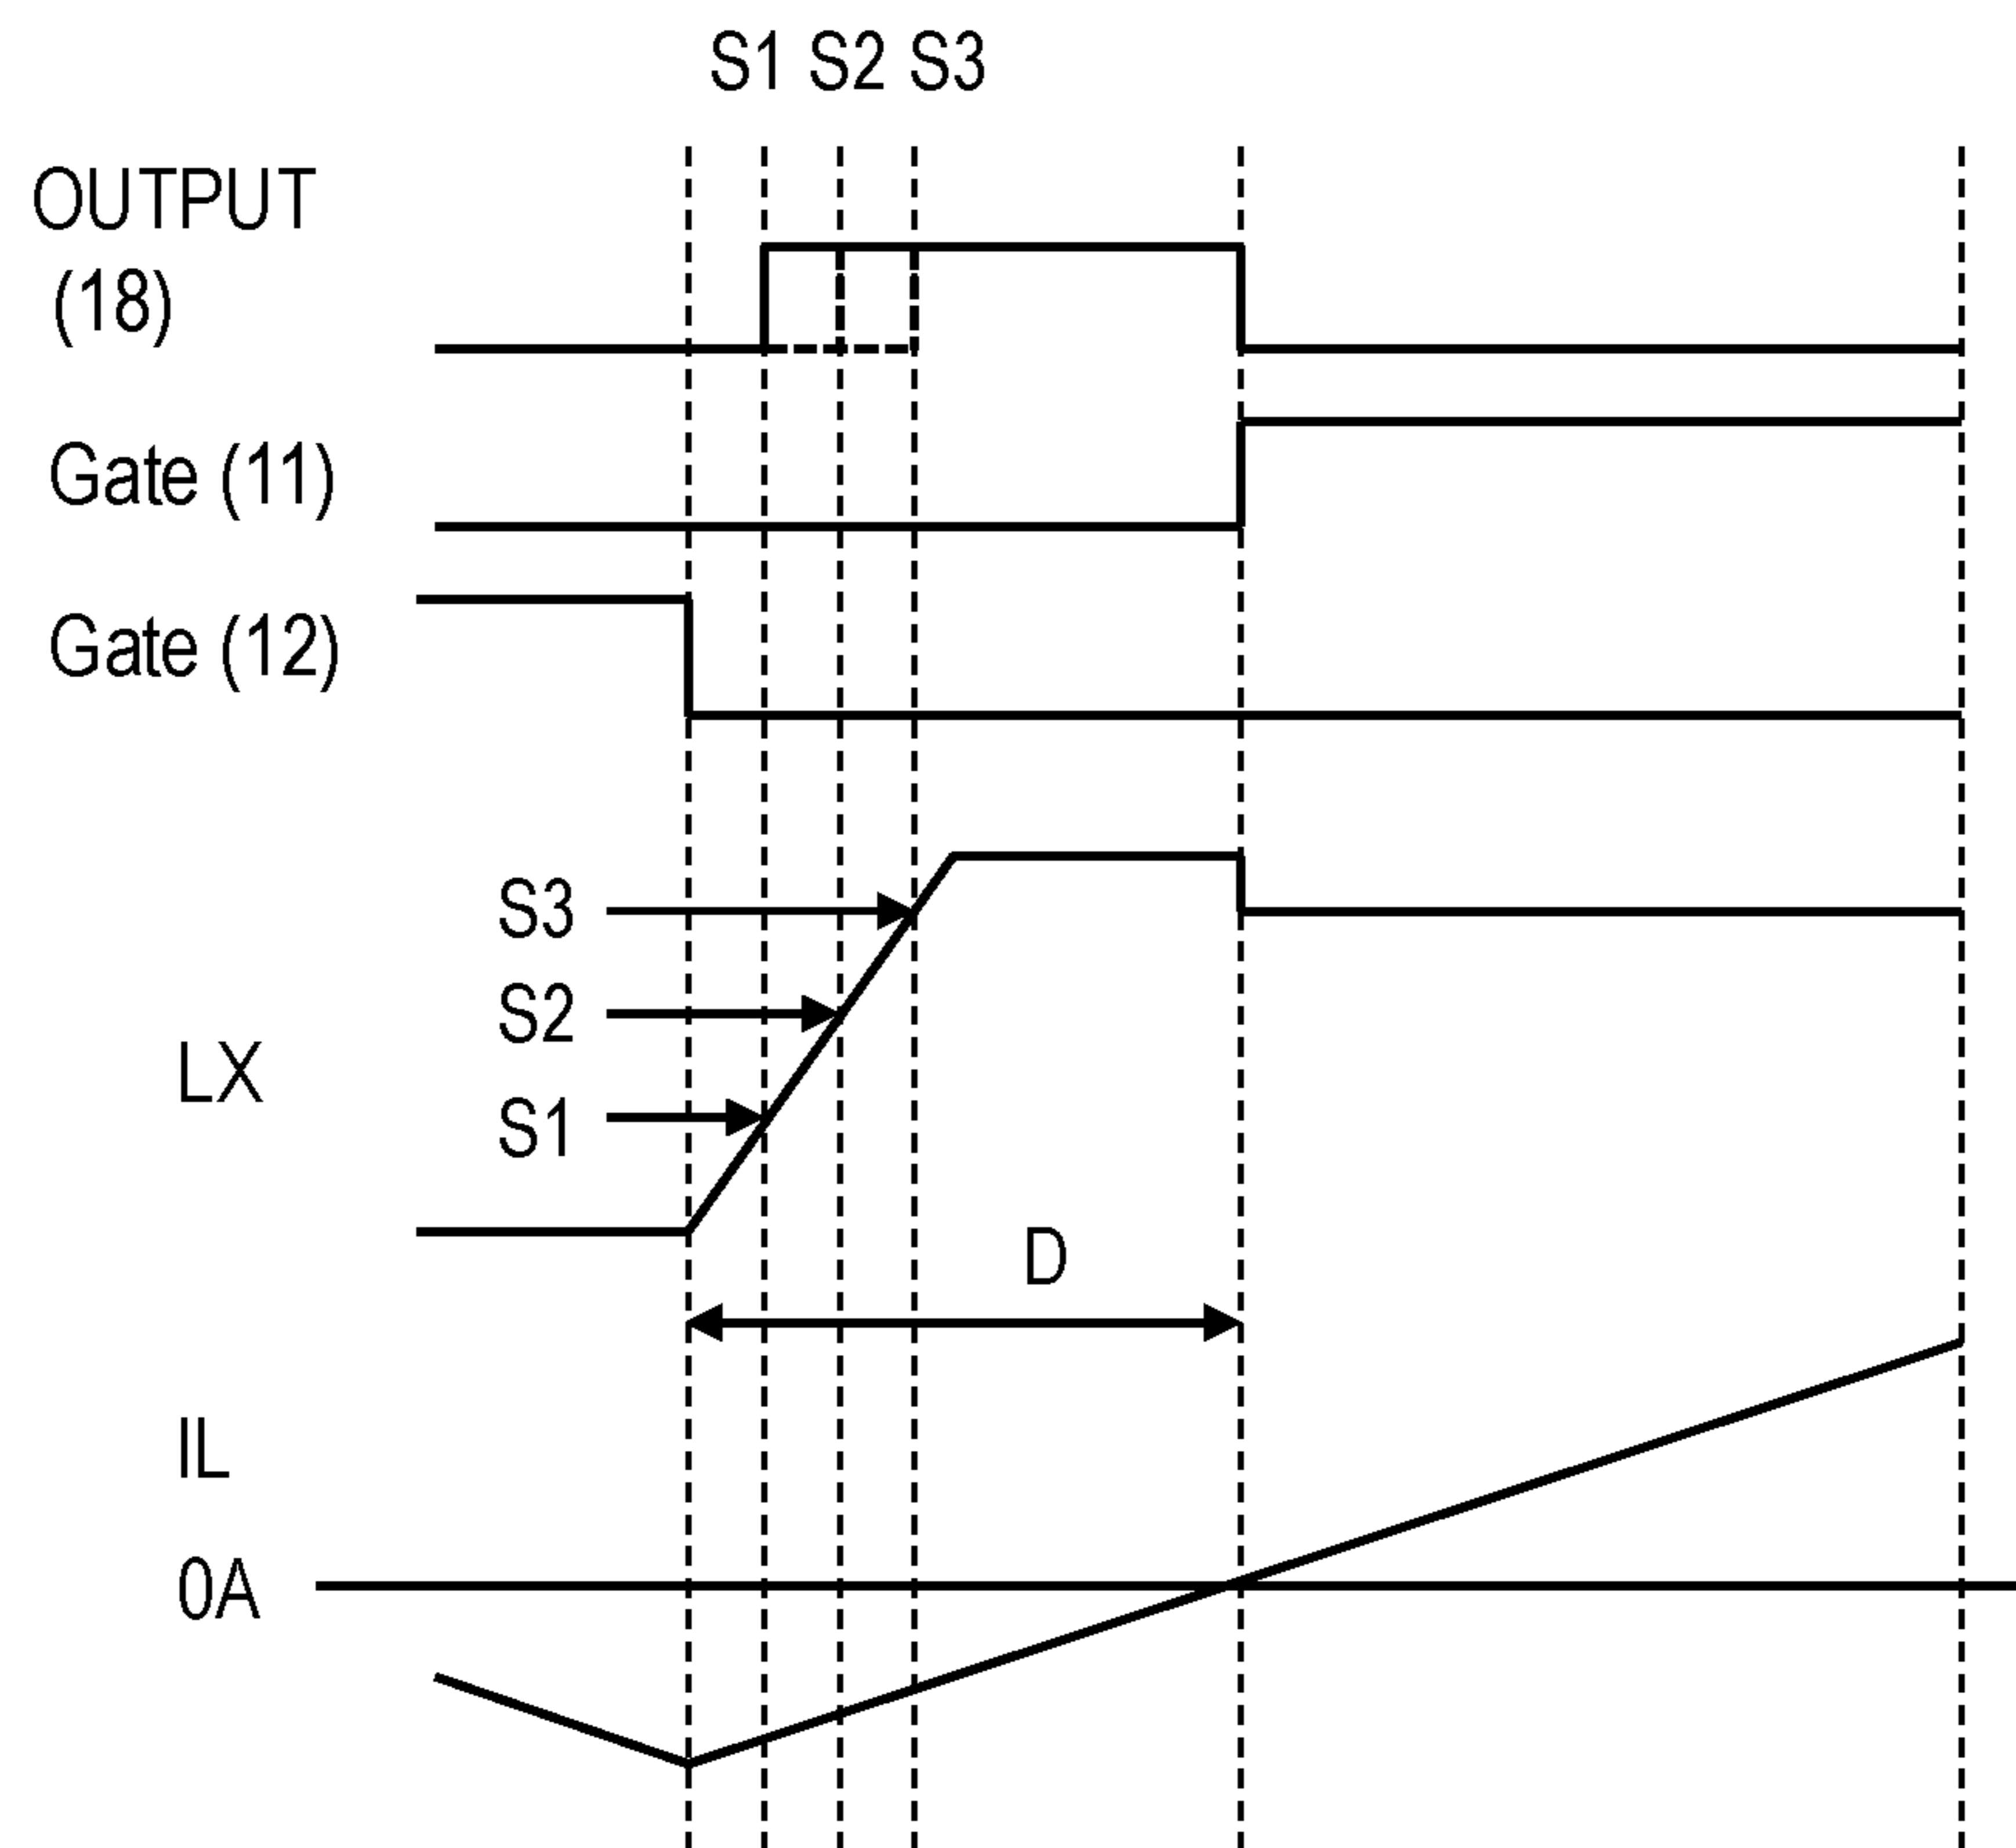 S1 S2 S3
OUTPUT
(18)
Gate (11)
Gate (12)
S3
S2
LX
S1
D
IL
0A